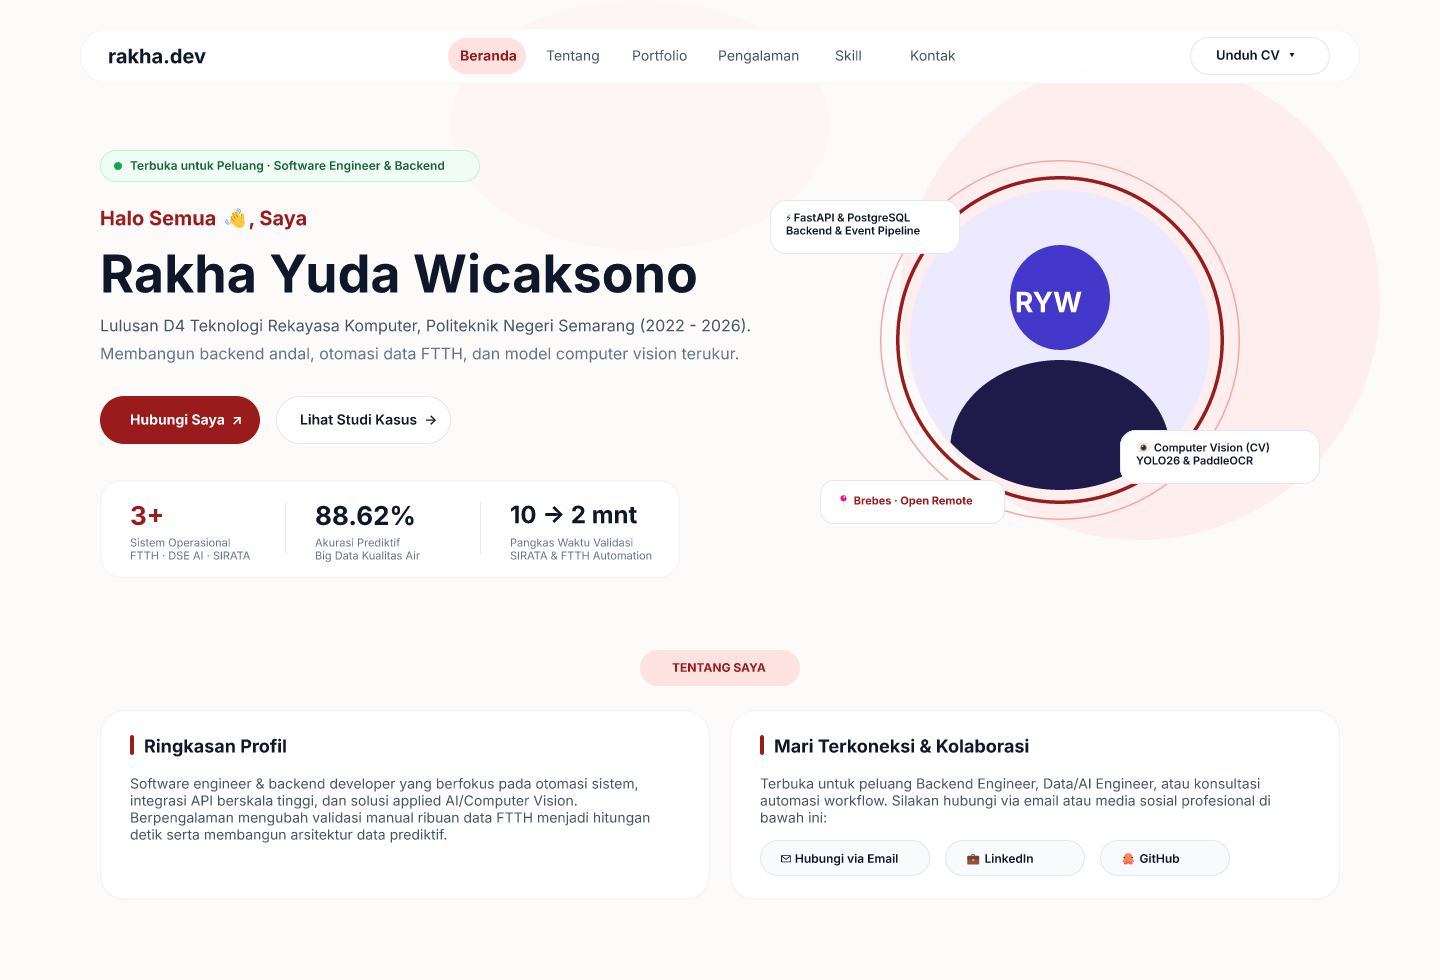 rakha.dev
Beranda
Tentang
Portfolio
Pengalaman
Skill
Kontak
Unduh CV ▾
Terbuka untuk Peluang · Software Engineer & Backend
Halo Semua 👋, Saya
Rakha Yuda Wicaksono
Lulusan D4 Teknologi Rekayasa Komputer, Politeknik Negeri Semarang (2022 - 2026).
Membangun backend andal, otomasi data FTTH, dan model computer vision terukur.
Hubungi Saya ↗
Lihat Studi Kasus →
3+
Sistem Operasional
FTTH · DSE AI · SIRATA
88.62%
Akurasi Prediktif
Big Data Kualitas Air
10 → 2 mnt
Pangkas Waktu Validasi
SIRATA & FTTH Automation
⚡ FastAPI & PostgreSQL
Backend & Event Pipeline
RYW
Computer Vision (CV)
YOLO26 & PaddleOCR
📍 Brebes · Open Remote
TENTANG SAYA
Ringkasan Profil
Software engineer & backend developer yang berfokus pada otomasi sistem,
integrasi API berskala tinggi, dan solusi applied AI/Computer Vision.
Berpengalaman mengubah validasi manual ribuan data FTTH menjadi hitungan
detik serta membangun arsitektur data prediktif.
Mari Terkoneksi & Kolaborasi
Terbuka untuk peluang Backend Engineer, Data/AI Engineer, atau konsultasi
automasi workflow. Silakan hubungi via email atau media sosial profesional di
bawah ini:
✉ Hubungi via Email
💼 LinkedIn
🐙 GitHub